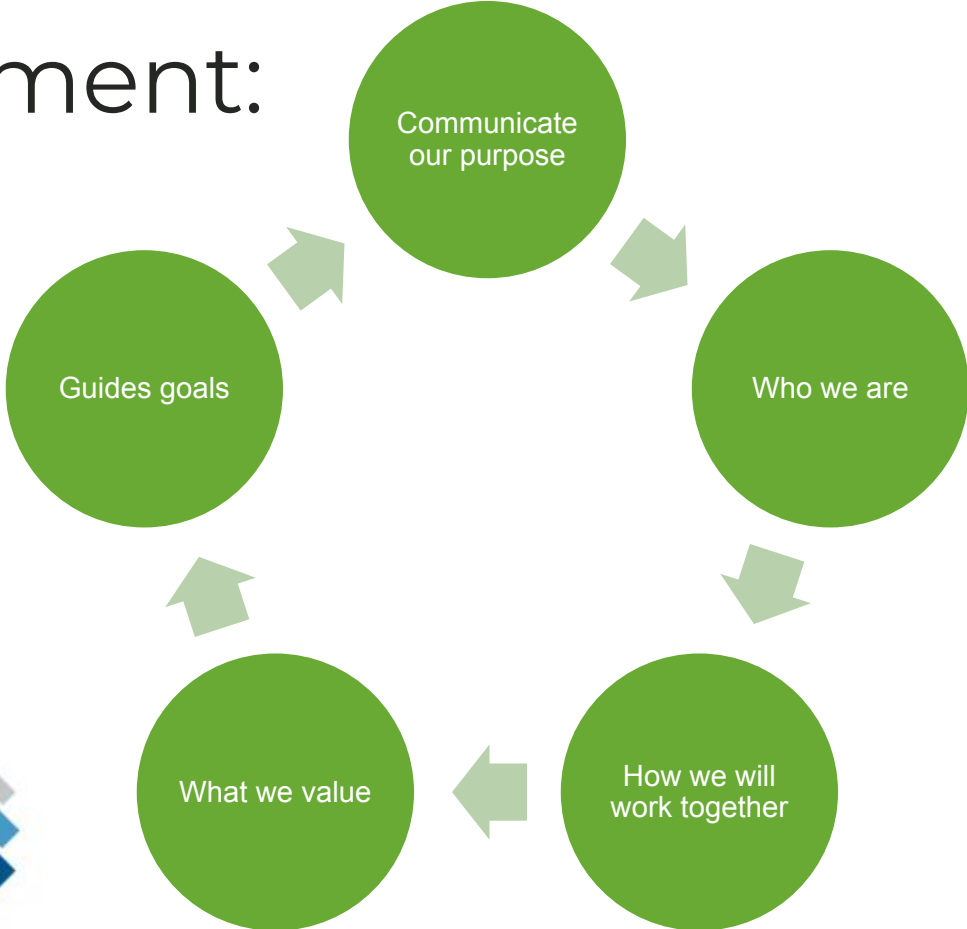 ment:
Communicate
our purpose
Who we are
How we will
work together
What we value
Guides goals